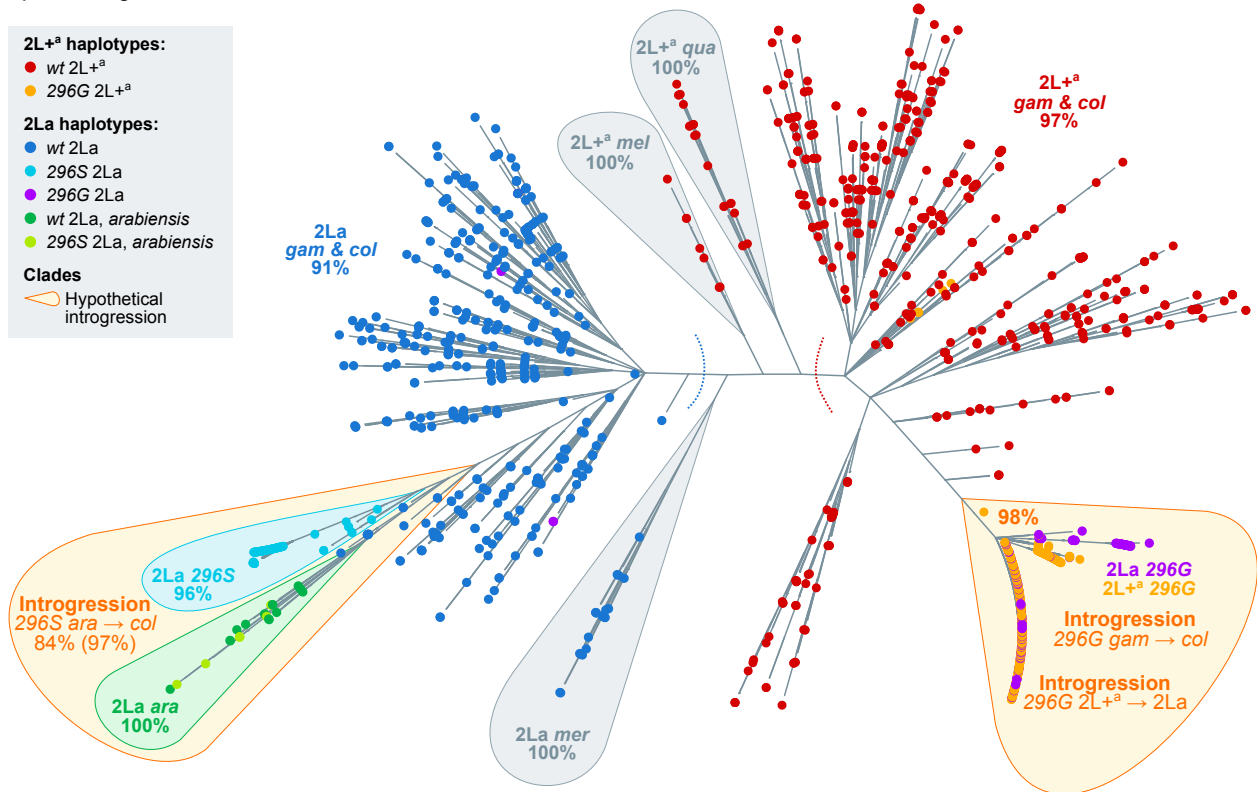 2L+ᵃ haplotypes:
wt 2L+ᵃ
296G 2L+ᵃ
2La haplotypes:
wt 2La
296S 2La
296G 2La
wt 2La, arabiensis
296S 2La, arabiensis
Clades
Hypothetical
introgression
2L+ᵃ qua
100%
2L+ᵃ mel
100%
2L+ᵃ
gam & col
97%
2La
gam & col
91%
2La 296S
96%
Introgression
296S ara → col
84% (97%)
2La ara
100%
2La mer
100%
98%
2La 296G
2L+ᵃ 296G
Introgression
296G gam → col
Introgression
296G 2L+ᵃ → 2La